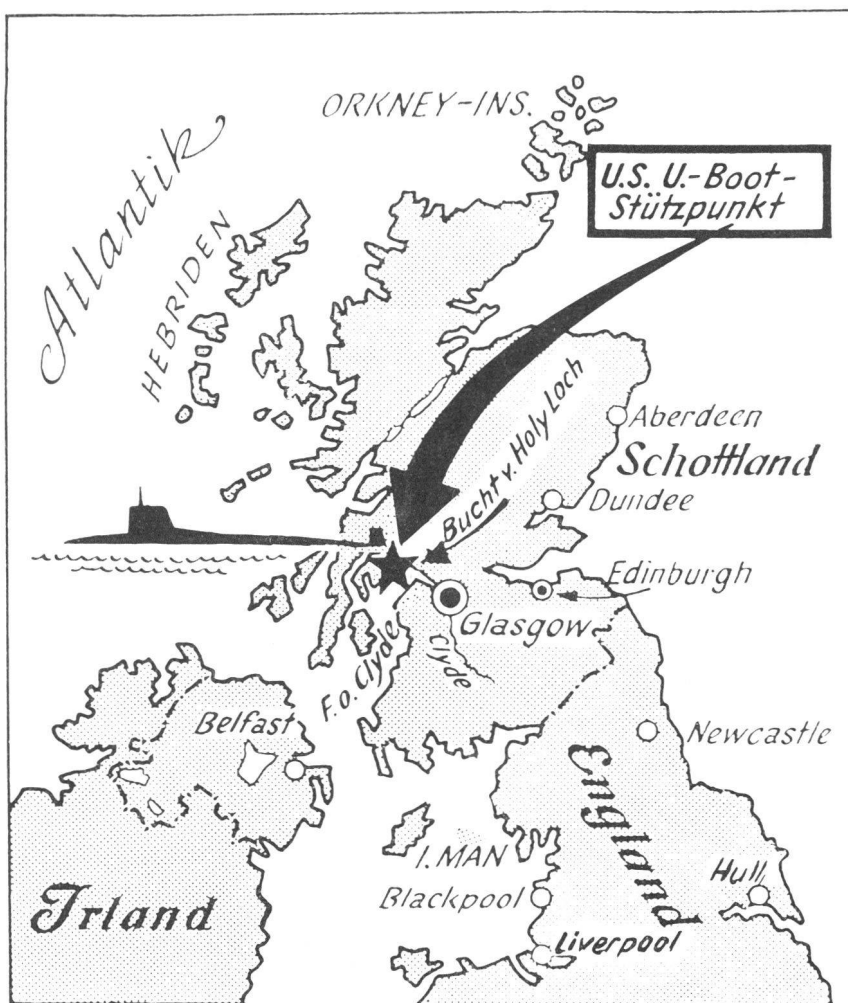 ORKNEY-INS.
Atlantik
HEBRIDEN
U.S. U.-Boot-
Stützpunkt
Bucht v. Holy Loch
Aberdeen
Schottland
Dundee
Edinburgh
Glasgow
Clyde
F.o. Clyde
Belfast
Newcastle
England
I. MAN
Hull
Blackpool
Irland
Liverpool